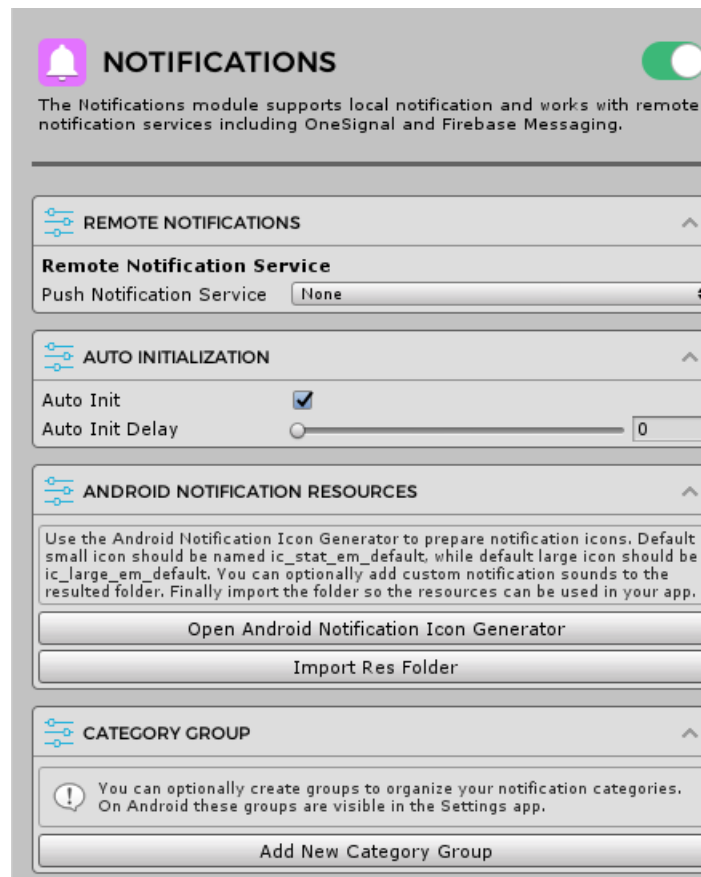 NOTIFICATIONS
The Notifications module supports local notification and works with remote
notification services including OneSignal and Firebase Messaging.
REMOTE NOTIFICATIONS
Remote Notification Service
Push Notification Service None
AUTO INITIALIZATION
Auto Init
Auto Init Delay 0
ANDROID NOTIFICATION RESOURCES
Use the Android Notification Icon Generator to prepare notification icons. Default
small icon should be named ic_stat_em_default, while default large icon should be
ic_large_em_default. You can optionally add custom notification sounds to the
resulted folder. Finally import the folder so the resources can be used in your app.
Open Android Notification Icon Generator
Import Res Folder
CATEGORY GROUP
You can optionally create groups to organize your notification categories.
On Android these groups are visible in the Settings app.
Add New Category Group